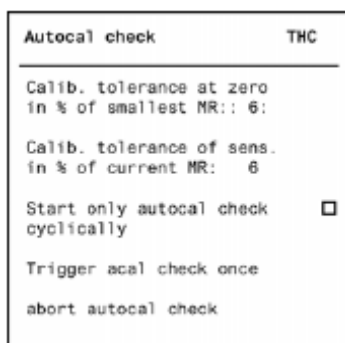 Autocal check THC
Calib. tolerance at zero
in % of smallest MR:: 6:
Calib. tolerance of sens.
in % of current MR: 6
Start only autocal check
cyclically
Trigger acal check once
abort autocal check